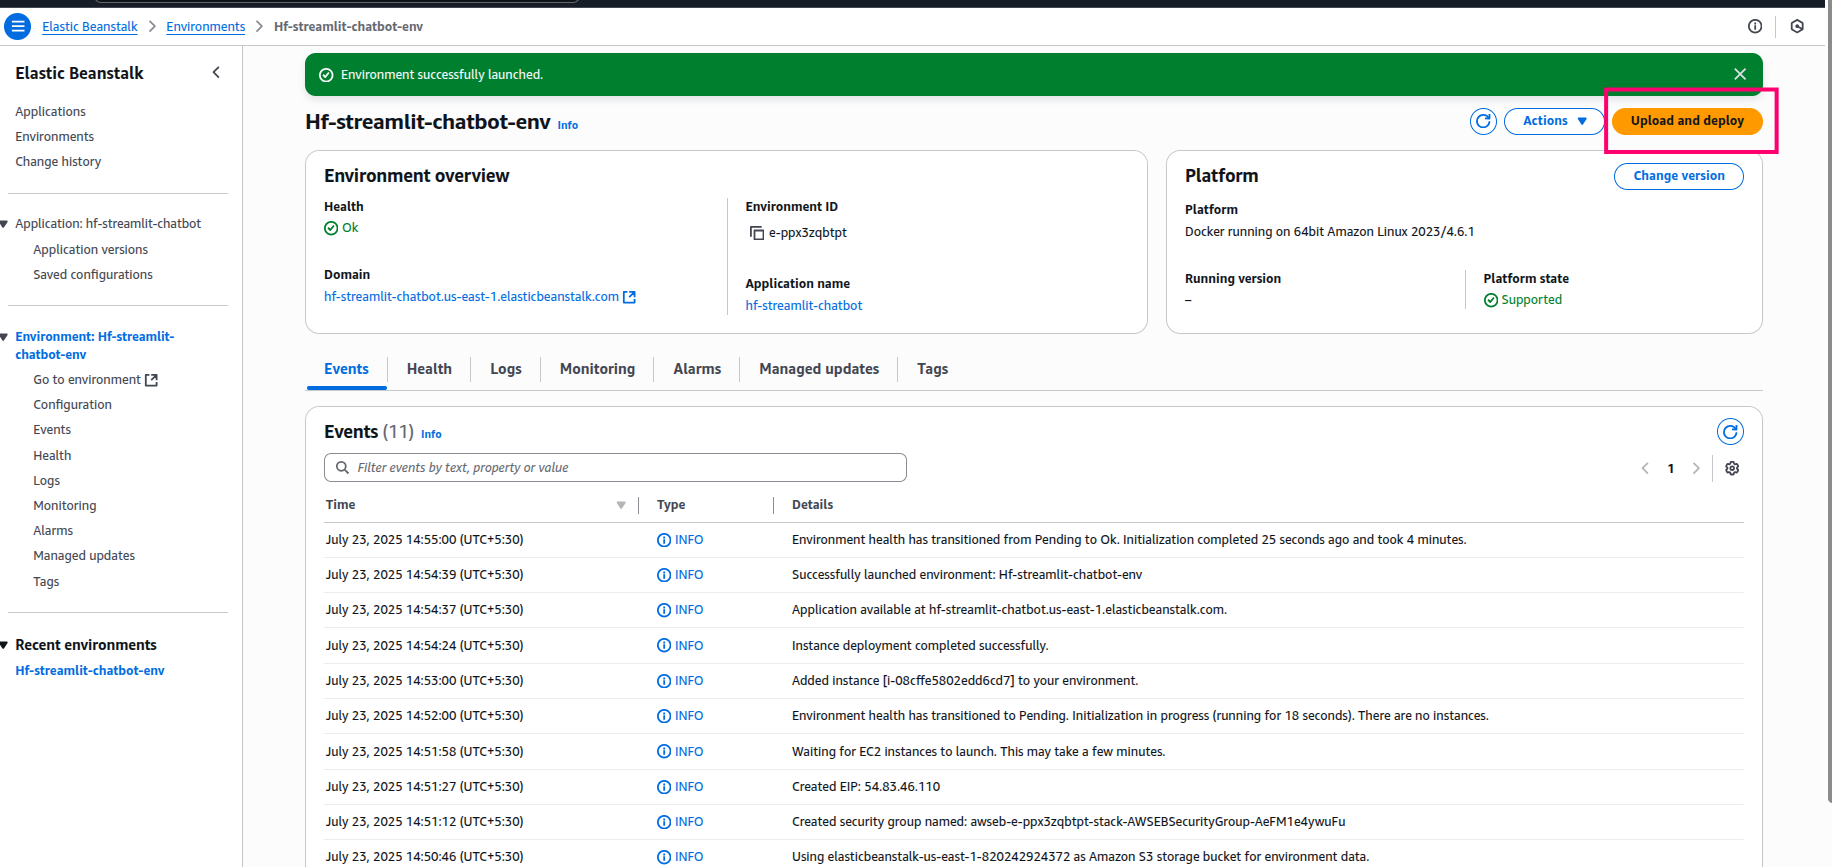 Elastic Beanstalk > Environments > Hf-streamlit-chatbot-env
Elastic Beanstalk
Applications
Environments
Change history
Application: hf-streamlit-chatbot
Application versions
Saved configurations
Environment: Hf-streamlit-
chatbot-env
Go to environment
Configuration
Events
Health
Logs
Monitoring
Alarms
Managed updates
Tags
Recent environments
Hf-streamlit-chatbot-env
Environment successfully launched.
Hf-streamlit-chatbot-env Info
Actions
Upload and deploy
Environment overview
Health
Ok
Domain
hf-streamlit-chatbot.us-east-1.elasticbeanstalk.com
Environment ID
e-ppx3zqbtpt
Application name
hf-streamlit-chatbot
Platform
Change version
Platform
Docker running on 64bit Amazon Linux 2023/4.6.1
Running version
–
Platform state
Supported
Events Health Logs Monitoring Alarms Managed updates Tags
Events (11) Info
Filter events by text, property or value
1
Time Type Details
July 23, 2025 14:55:00 (UTC+5:30) INFO Environment health has transitioned from Pending to Ok. Initialization completed 25 seconds ago and took 4 minutes.
July 23, 2025 14:54:39 (UTC+5:30) INFO Successfully launched environment: Hf-streamlit-chatbot-env
July 23, 2025 14:54:37 (UTC+5:30) INFO Application available at hf-streamlit-chatbot.us-east-1.elasticbeanstalk.com.
July 23, 2025 14:54:24 (UTC+5:30) INFO Instance deployment completed successfully.
July 23, 2025 14:53:00 (UTC+5:30) INFO Added instance [i-08cffe5802edd6cd7] to your environment.
July 23, 2025 14:52:00 (UTC+5:30) INFO Environment health has transitioned to Pending. Initialization in progress (running for 18 seconds). There are no instances.
July 23, 2025 14:51:58 (UTC+5:30) INFO Waiting for EC2 instances to launch. This may take a few minutes.
July 23, 2025 14:51:27 (UTC+5:30) INFO Created EIP: 54.83.46.110
July 23, 2025 14:51:12 (UTC+5:30) INFO Created security group named: awseb-e-ppx3zqbtpt-stack-AWSEBSecurityGroup-AeFM1e4ywuFu
July 23, 2025 14:50:46 (UTC+5:30) INFO Using elasticbeanstalk-us-east-1-820242924372 as Amazon S3 storage bucket for environment data.